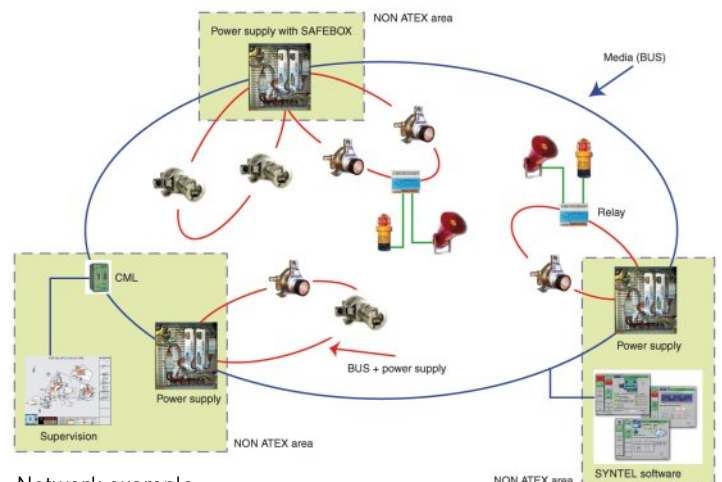 Power supply with SAFEBOX
NON ATEX area
Media (BUS)
Relay
CML
Power supply
BUS + power supply
Power supply
Supervision
NON ATEX area
SYNTEL software
NON ATEX area
Network example